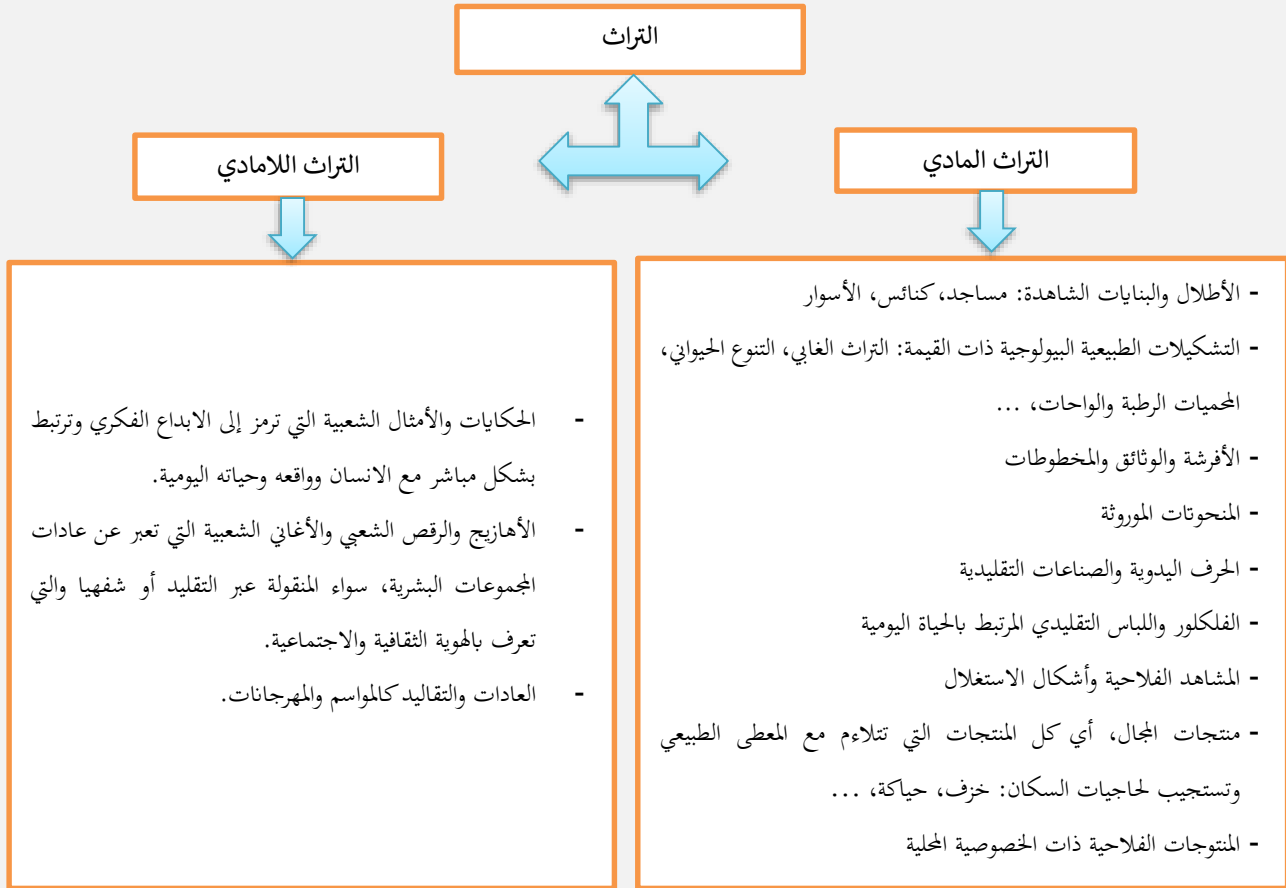 التراث
التراث المادي
التراث اللامادي
- الأطلال والبنايات الشاهدة: مساجد، كنائس، الأسوار
- التشكيلات الطبيعية البيولوجية ذات القيمة: التراث الغابي، التنوع الحيواني،
المحميات الرطبة والواحات، ...
- الأفرشة والوثائق والمخطوطات
- المنحوتات الموروثة
- الحرف اليدوية والصناعات التقليدية
- الفلكلور واللباس التقليدي المرتبط بالحياة اليومية
- المشاهد الفلاحية وأشكال الاستغلال
- منتجات المجال، أي كل المنتجات التي تتلاءم مع المعطى الطبيعي
وتستجيب لحاجيات السكان: خزف، حياكة، ...
- المنتوجات الفلاحية ذات الخصوصية المحلية
- الحكايات والأمثال الشعبية التي ترمز إلى الابداع الفكري وترتبط
بشكل مباشر مع الانسان وواقعه وحياته اليومية.
- الأهازيج والرقص الشعبي والأغاني الشعبية التي تعبر عن عادات
المجموعات البشرية، سواء المنقولة عبر التقليد أو شفهيا والتي
تعرف بالهوية الثقافية والاجتماعية.
- العادات والتقاليد كالمواسم والمهرجانات.